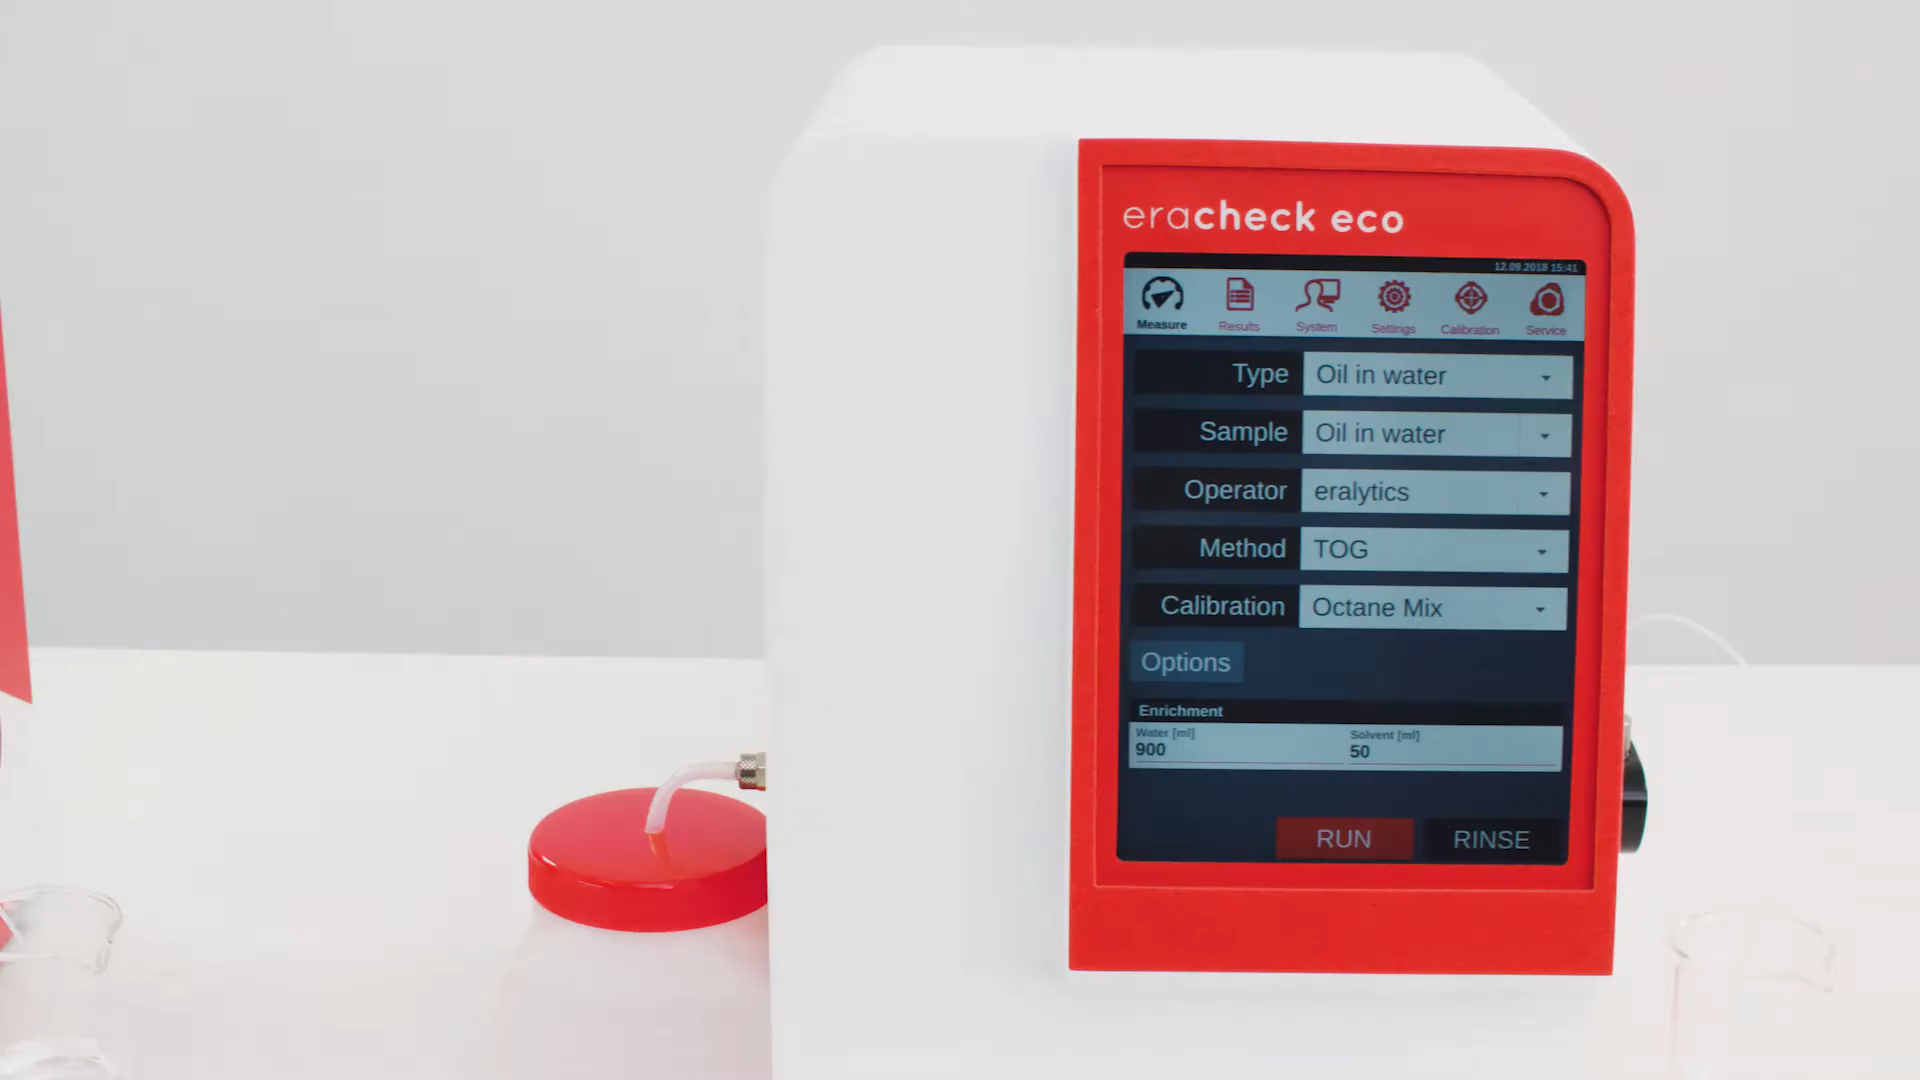 eracheck eco
12.09.2018 15:41
Measure Results System Settings Calibration Service
Type Oil in water
Sample Oil in water
Operator eralytics
Method TOG
Calibration Octane Mix
Options
Enrichment
Water [ml] Solvent [ml]
900 50
RUN RINSE